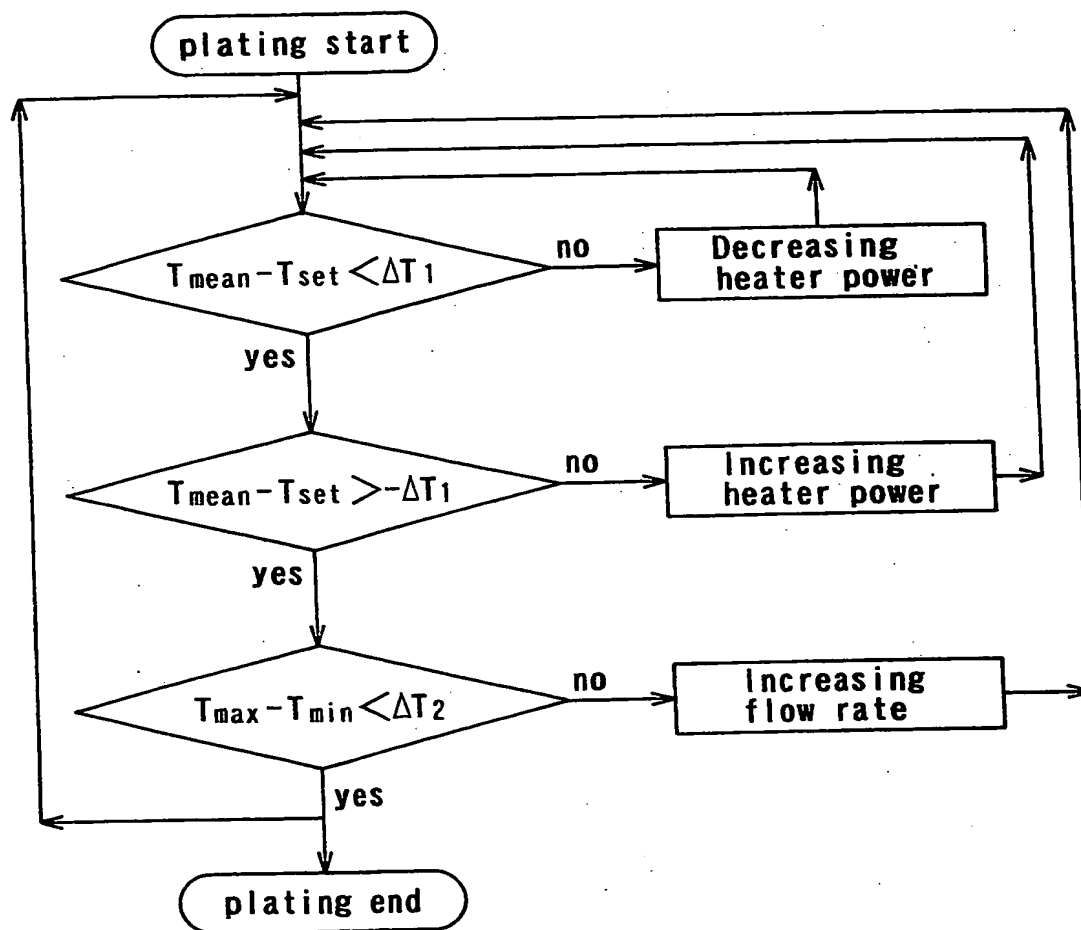 plating start
Tmean-Tset<ΔT1
no
Decreasing
heater power
yes
Tmean-Tset>-ΔT1
no
Increasing
heater power
yes
Tmax-Tmin<ΔT2
no
Increasing
flow rate
yes
plating end